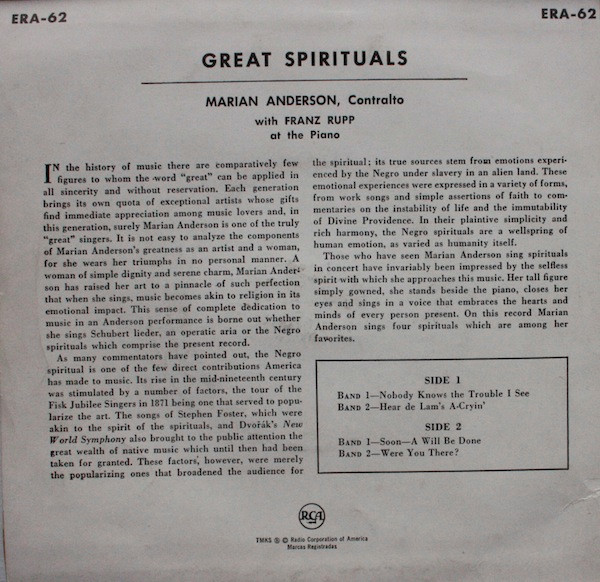 ERA-62
ERA-62
GREAT SPIRITUALS
MARIAN ANDERSON, Contralto
with FRANZ RUPP
at the Piano
IN the history of music there are comparatively few
figures to whom the word "great" can be applied in
all sincerity and without reservation. Each generation
brings its own quota of exceptional artists whose gifts
find immediate appreciation among music lovers and, in
this generation, surely Marian Anderson is one of the truly
"great" singers. It is not easy to analyze the components
of Marian Anderson's greatness as an artist and a woman,
for she wears her triumphs in no personal manner. A
woman of simple dignity and serene charm, Marian Ander-
son has raised her art to a pinnacle of such perfection
that when she sings, music becomes akin to religion in its
emotional impact. This sense of complete dedication to
music in an Anderson performance is borne out whether
she sings Schubert lieder, an operatic aria or the Negro
spirituals which comprise the present record.
As many commentators have pointed out, the Negro
spiritual is one of the few direct contributions America
has made to music. Its rise in the mid-nineteenth century
was stimulated by a number of factors, the tour of the
Fisk Jubilee Singers in 1871 being one that served to popu-
larize the art. The songs of Stephen Foster, which were
akin to the spirit of the spirituals, and Dvořák's New
World Symphony also brought to the public attention the
great wealth of native music which until then had been
taken for granted. These factors, however, were merely
the popularizing ones that broadened the audience for
the spiritual; its true sources stem from emotions experi-
enced by the Negro under slavery in an alien land. These
emotional experiences were expressed in a variety of forms,
from work songs and simple assertions of faith to com-
mentaries on the instability of life and the immutability
of Divine Providence. In their plaintive simplicity and
rich harmony, the Negro spirituals are a wellspring of
human emotion, as varied as humanity itself.
Those who have seen Marian Anderson sing spirituals
in concert have invariably been impressed by the selfless
spirit with which she approaches this music. Her tall figure
simply gowned, she stands beside the piano, closes her
eyes and sings in a voice that embraces the hearts and
minds of every person present. On this record Marian
Anderson sings four spirituals which are among her
favorites.
SIDE 1
BAND 1—Nobody Knows the Trouble I See
BAND 2—Hear de Lam's A-Cryin'
SIDE 2
BAND 1—Soon—A Will Be Done
BAND 2—Were You There?
RCA
TMKS ® © Radio Corporation of America
Marcas Registradas